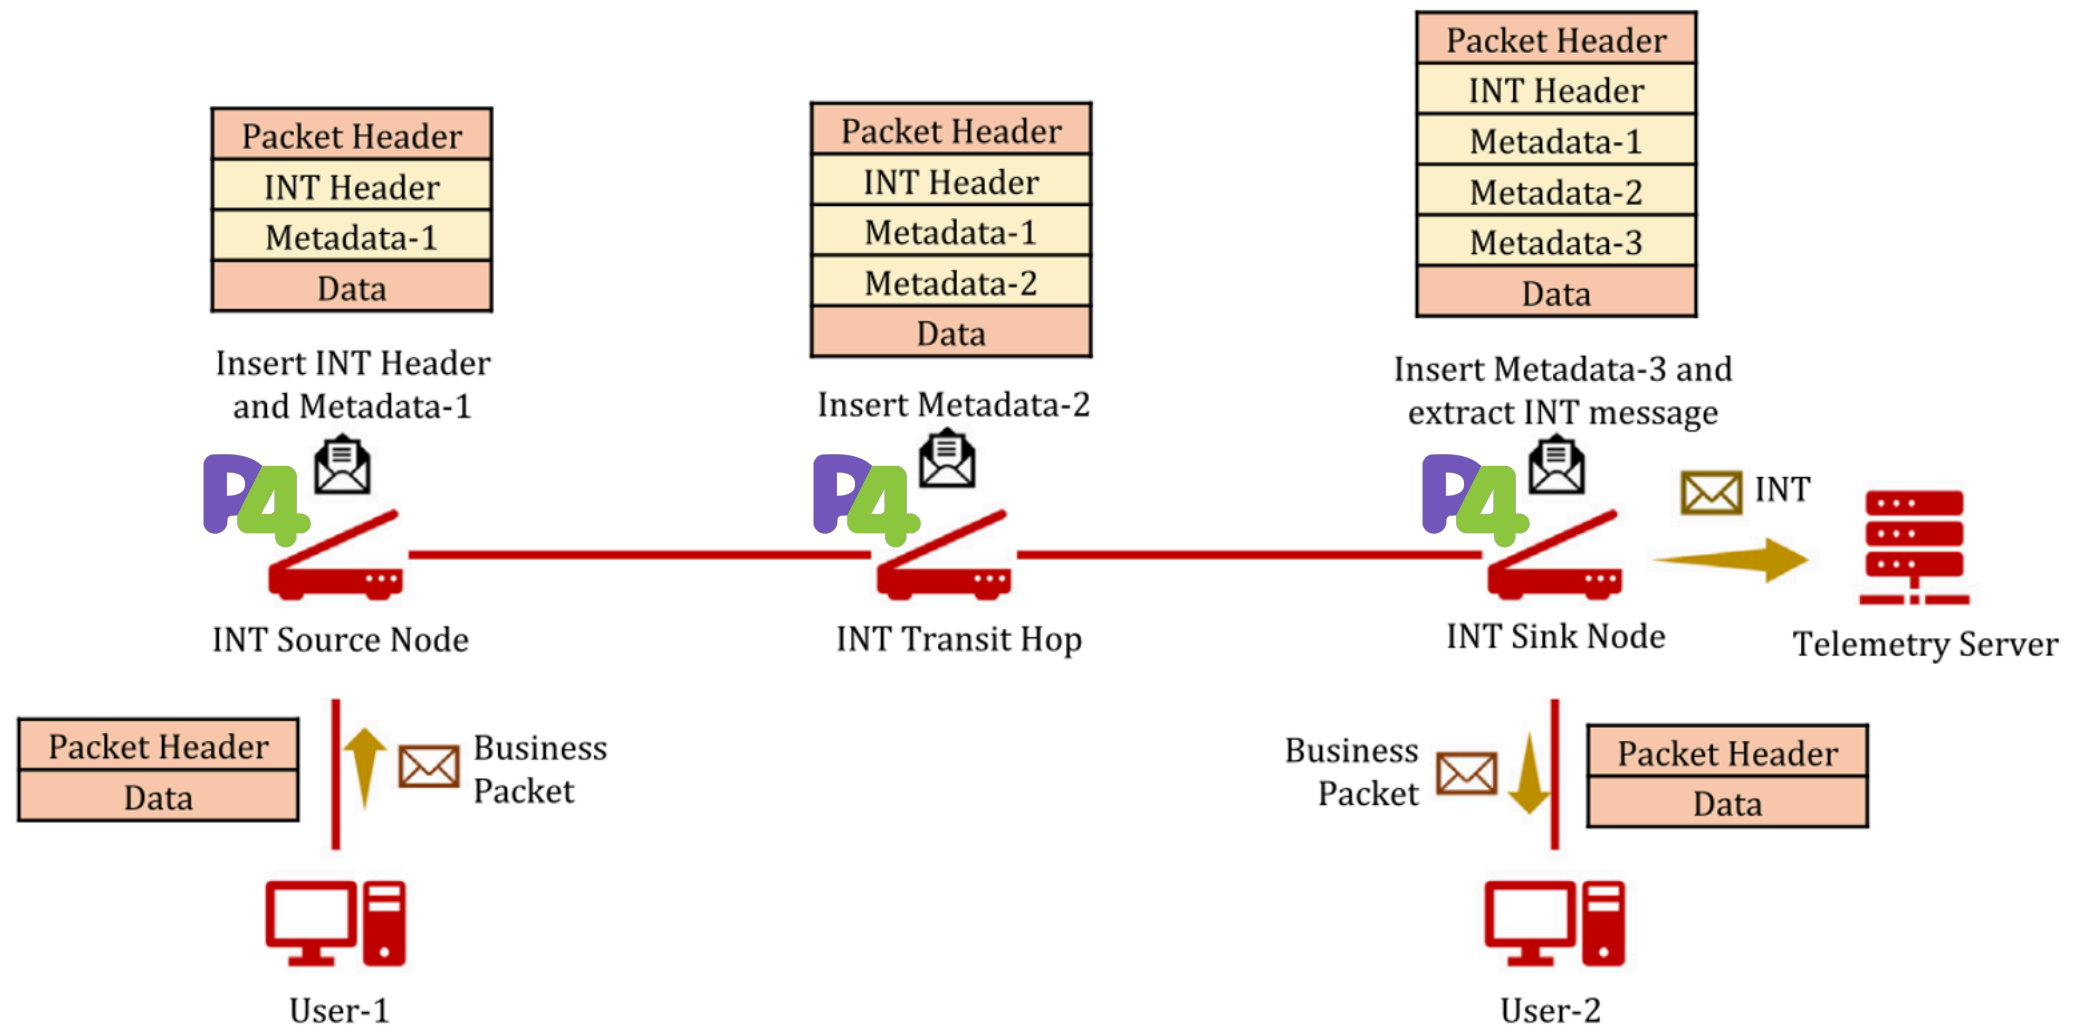 Packet Header
INT Header
Metadata-1
Data
Insert INT Header
and Metadata-1
P4
INT Source Node
Packet Header
INT Header
Metadata-1
Metadata-2
Data
Insert Metadata-2
P4
INT Transit Hop
Packet Header
INT Header
Metadata-1
Metadata-2
Metadata-3
Data
Insert Metadata-3 and
extract INT message
P4
INT Sink Node
INT
Telemetry Server
Packet Header
Data
Business
Packet
User-1
Business
Packet
Packet Header
Data
User-2